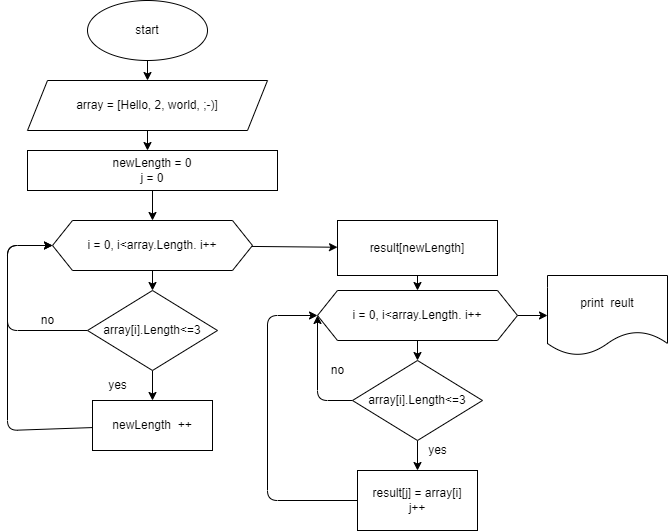 start
array = [Hello, 2, world, ;-)]
newLength = 0
j = 0
i = 0, i<array.Length. i++
result[newLength]
no
array[i].Length<=3
yes
newLength ++
i = 0, i<array.Length. i++
print reult
no
array[i].Length<=3
yes
result[j] = array[i]
j++